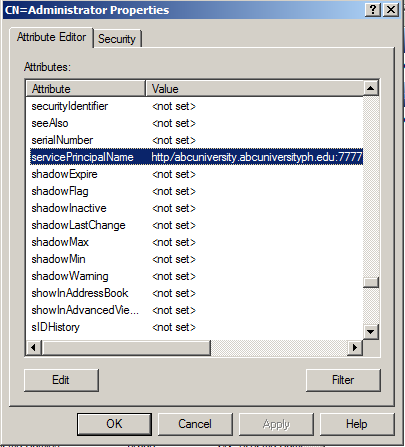 CN=Administrator Properties
Attribute Editor Security
Attributes:
Attribute Value
securityIdentifier <not set>
seeAlso <not set>
serialNumber <not set>
servicePrincipalName http/abcuniversity.abcuniversityph.edu:7777
shadowExpire <not set>
shadowFlag <not set>
shadowInactive <not set>
shadowLastChange <not set>
shadowMax <not set>
shadowMin <not set>
shadowWarning <not set>
showInAddressBook <not set>
showInAdvancedVie... <not set>
sIDHistory <not set>
Edit Filter
OK Cancel Apply Help